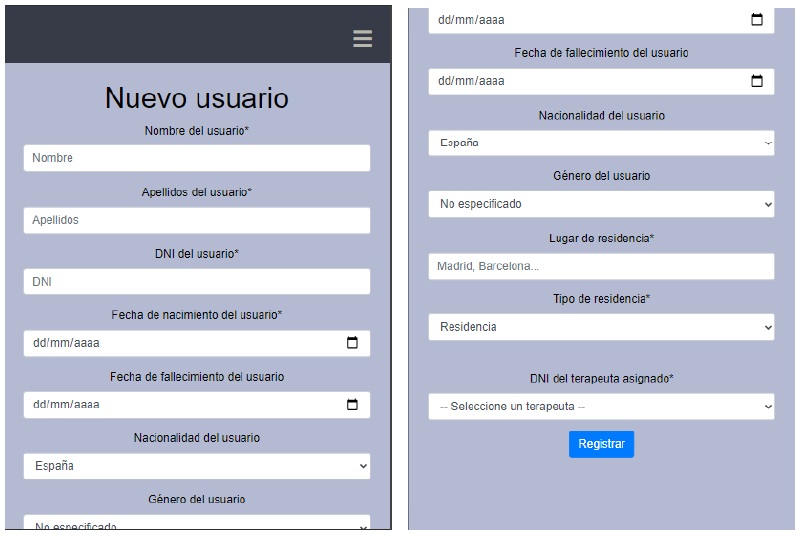 Nuevo usuario
Nombre del usuario*
Nombre
Apellidos del usuario*
Apellidos
DNI del usuario*
DNI
Fecha de nacimiento del usuario*
dd/mm/aaaa
Fecha de fallecimiento del usuario
dd/mm/aaaa
Nacionalidad del usuario
España
Género del usuario
No especificado
dd/mm/aaaa
Fecha de fallecimiento del usuario
dd/mm/aaaa
Nacionalidad del usuario
España
Género del usuario
No especificado
Lugar de residencia*
Madrid, Barcelona...
Tipo de residencia*
Residencia
DNI del terapeuta asignado*
-- Seleccione un terapeuta --
Registrar